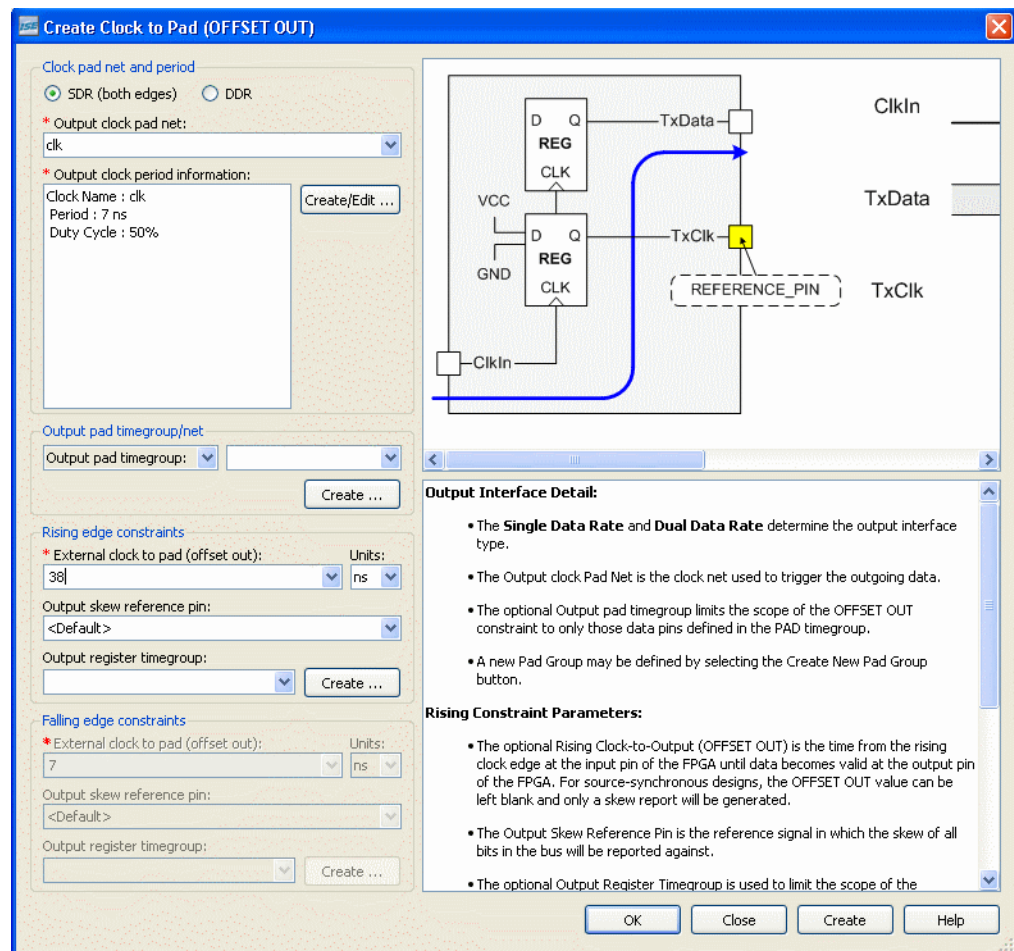 ISE Create Clock to Pad (OFFSET OUT)
Clock pad net and period
SDR (both edges) DDR
* Output clock pad net:
clk
* Output clock period information:
Clock Name : clk
Period : 7 ns
Duty Cycle : 50%
Create/Edit ...
Output pad timegroup/net
Output pad timegroup:
Create ...
Rising edge constraints
* External clock to pad (offset out): Units:
38 ns
Output skew reference pin:
<Default>
Output register timegroup:
Create ...
Falling edge constraints
* External clock to pad (offset out): Units:
7 ns
Output skew reference pin:
<Default>
Output register timegroup:
Create ...
D Q
REG
CLK
TxData
VCC
GND
D Q
REG
CLK
TxClk
REFERENCE_PIN
ClkIn
ClkIn
TxData
TxClk
Output Interface Detail:
• The Single Data Rate and Dual Data Rate determine the output interface
type.
• The Output clock Pad Net is the clock net used to trigger the outgoing data.
• The optional Output pad timegroup limits the scope of the OFFSET OUT
constraint to only those data pins defined in the PAD timegroup.
• A new Pad Group may be defined by selecting the Create New Pad Group
button.
Rising Constraint Parameters:
• The optional Rising Clock-to-Output (OFFSET OUT) is the time from the rising
clock edge at the input pin of the FPGA until data becomes valid at the output pin
of the FPGA. For source-synchronous designs, the OFFSET OUT value can be
left blank and only a skew report will be generated.
• The Output Skew Reference Pin is the reference signal in which the skew of all
bits in the bus will be reported against.
• The optional Output Register Timegroup is used to limit the scope of the
OK Close Create Help